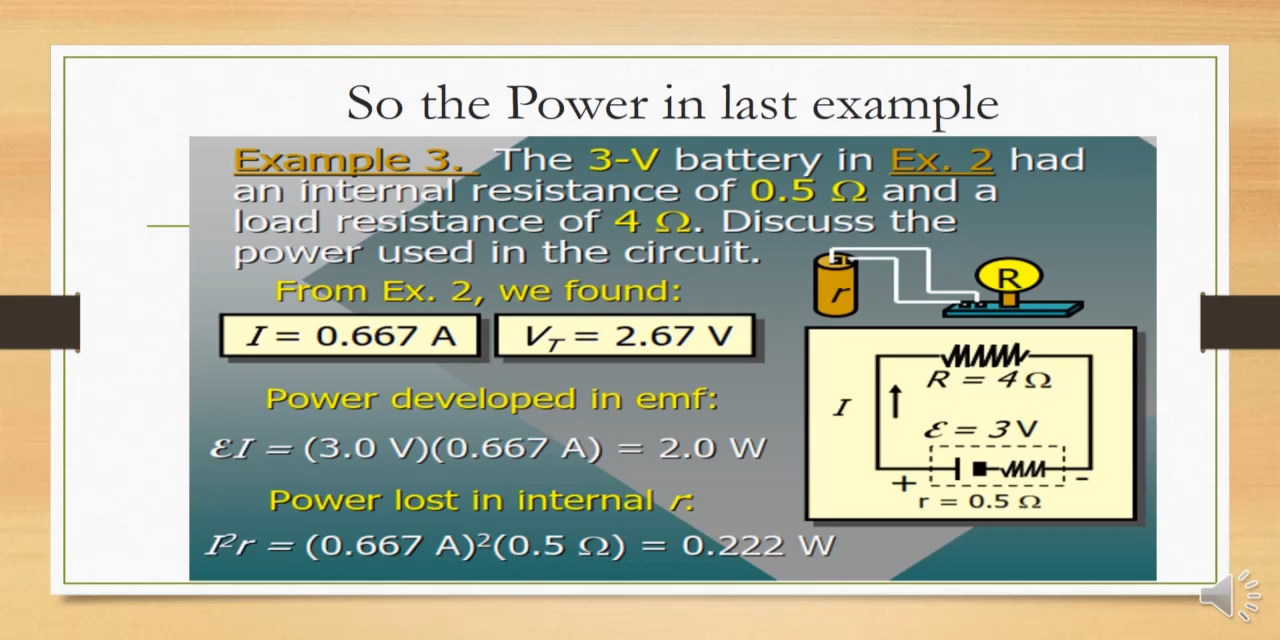 So the Power in last example
Example 3. The 3-V battery in Ex. 2 had
an internal resistance of 0.5 Ω and a
load resistance of 4 Ω. Discuss the
power used in the circuit.
From Ex. 2, we found:
I = 0.667 A
V_T = 2.67 V
Power developed in emf:
ℰI = (3.0 V)(0.667 A) = 2.0 W
Power lost in internal r:
I²r = (0.667 A)²(0.5 Ω) = 0.222 W
r
R
R = 4 Ω
I
ℰ = 3 V
+ -
r = 0.5 Ω